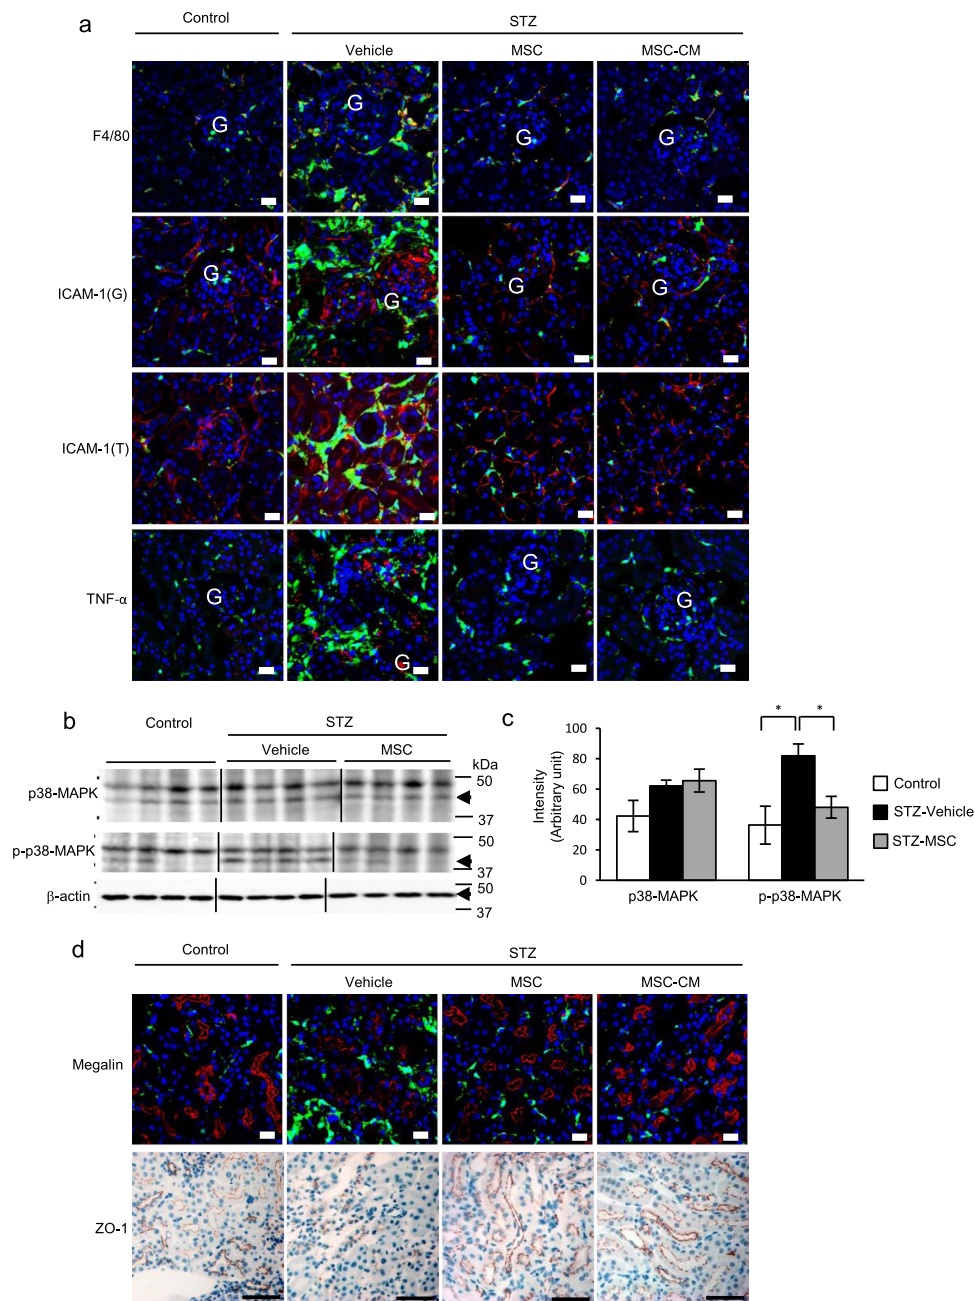 a
Control
STZ
Vehicle
MSC
MSC-CM
F4/80
G
G
G
G
ICAM-1(G)
G
G
G
G
ICAM-1(T)
TNF-α
G
G
G
G
b
Control
STZ
Vehicle
MSC
kDa
p38-MAPK
50
37
p-p38-MAPK
50
37
β-actin
50
37
c
*
*
Intensity
(Arbitrary unit)
100
80
60
40
20
0
p38-MAPK
p-p38-MAPK
Control
STZ-Vehicle
STZ-MSC
d
Control
STZ
Vehicle
MSC
MSC-CM
Megalin
ZO-1